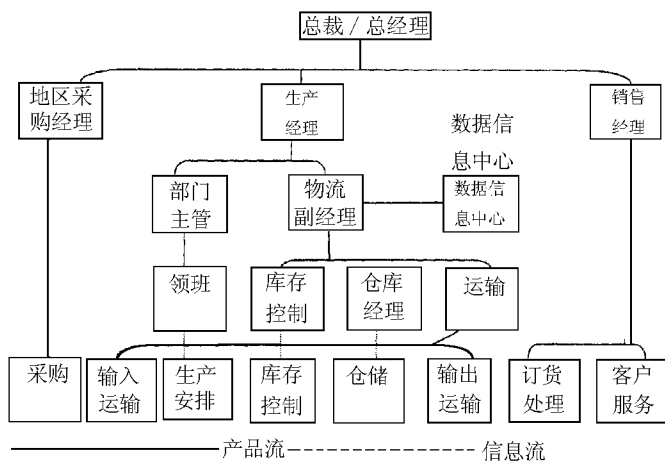 总裁 / 总经理
地区采
购经理
生产
经理
销售
经理
数据信
息中心
部门
主管
物流
副经理
数据信
息中心
领班
库存
控制
仓库
经理
运输
采购
输入
运输
生产
安排
库存
控制
仓储
输出
运输
订货
处理
客户
服务
产品流
信息流